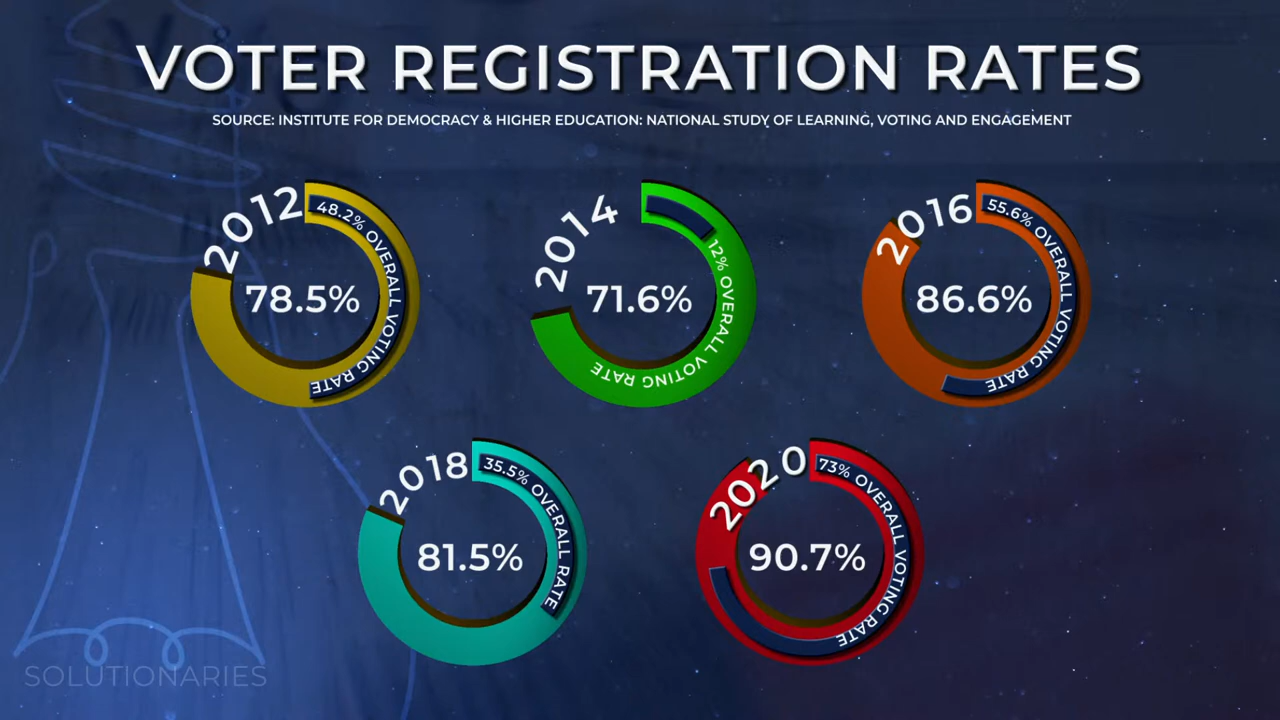 VOTER REGISTRATION RATES
SOURCE: INSTITUTE FOR DEMOCRACY & HIGHER EDUCATION: NATIONAL STUDY OF LEARNING, VOTING AND ENGAGEMENT
2012
48.2% OVERALL VOTING RATE
78.5%
2014
12% OVERALL VOTING RATE
71.6%
2016
55.6% OVERALL VOTING RATE
86.6%
2018
35.5% OVERALL RATE
81.5%
2020
73% OVERALL VOTING RATE
90.7%
SOLUTIONARIES